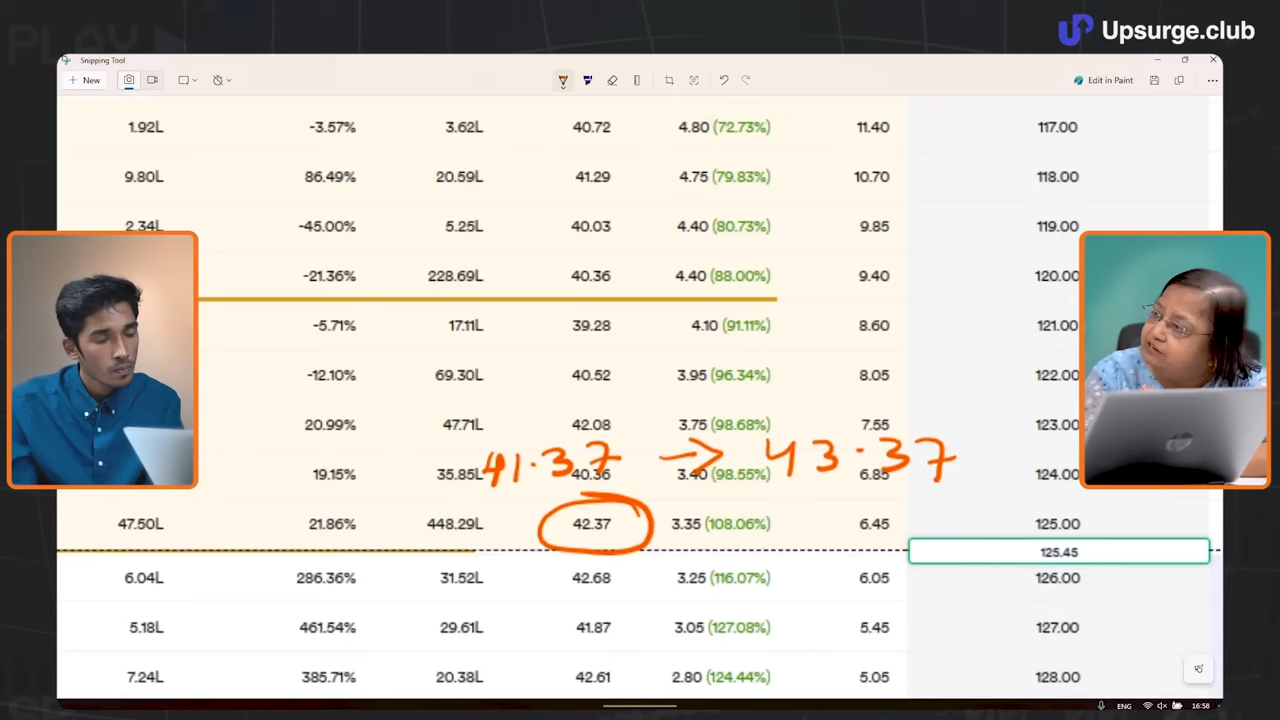 PLAY
Upsurge.club
Snipping Tool
New
Edit in Paint
1.92L -3.57% 3.62L 40.72 4.80 (72.73%) 11.40 117.00
9.80L 86.49% 20.59L 41.29 4.75 (79.83%) 10.70 118.00
2.34L -45.00% 5.25L 40.03 4.40 (80.73%) 9.85 119.00
-21.36% 228.69L 40.36 4.40 (88.00%) 9.40 120.00
-5.71% 17.11L 39.28 4.10 (91.11%) 8.60 121.00
-12.10% 69.30L 40.52 3.95 (96.34%) 8.05 122.00
20.99% 47.71L 42.08 3.75 (98.68%) 7.55 123.00
41.37 → 43.37
19.15% 35.85L 40.36 3.40 (98.55%) 6.85 124.00
47.50L 21.86% 448.29L 42.37 3.35 (108.06%) 6.45 125.00
125.45
6.04L 286.36% 31.52L 42.68 3.25 (116.07%) 6.05 126.00
5.18L 461.54% 29.61L 41.87 3.05 (127.08%) 5.45 127.00
7.24L 385.71% 20.38L 42.61 2.80 (124.44%) 5.05 128.00
ENG 16:58